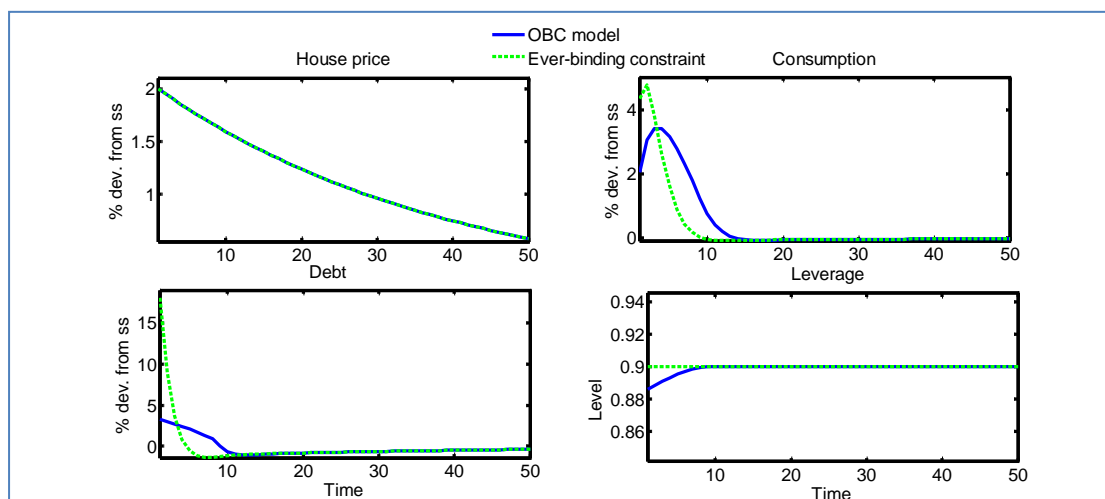 OBC model
Ever-binding constraint
House price
Consumption
% dev. from ss
2
1.5
1
10 20 30 40 50
% dev. from ss
4
2
0
10 20 30 40 50
Debt
Leverage
% dev. from ss
15
10
5
0
10 20 30 40 50
Time
Level
0.94
0.92
0.9
0.88
0.86
10 20 30 40 50
Time